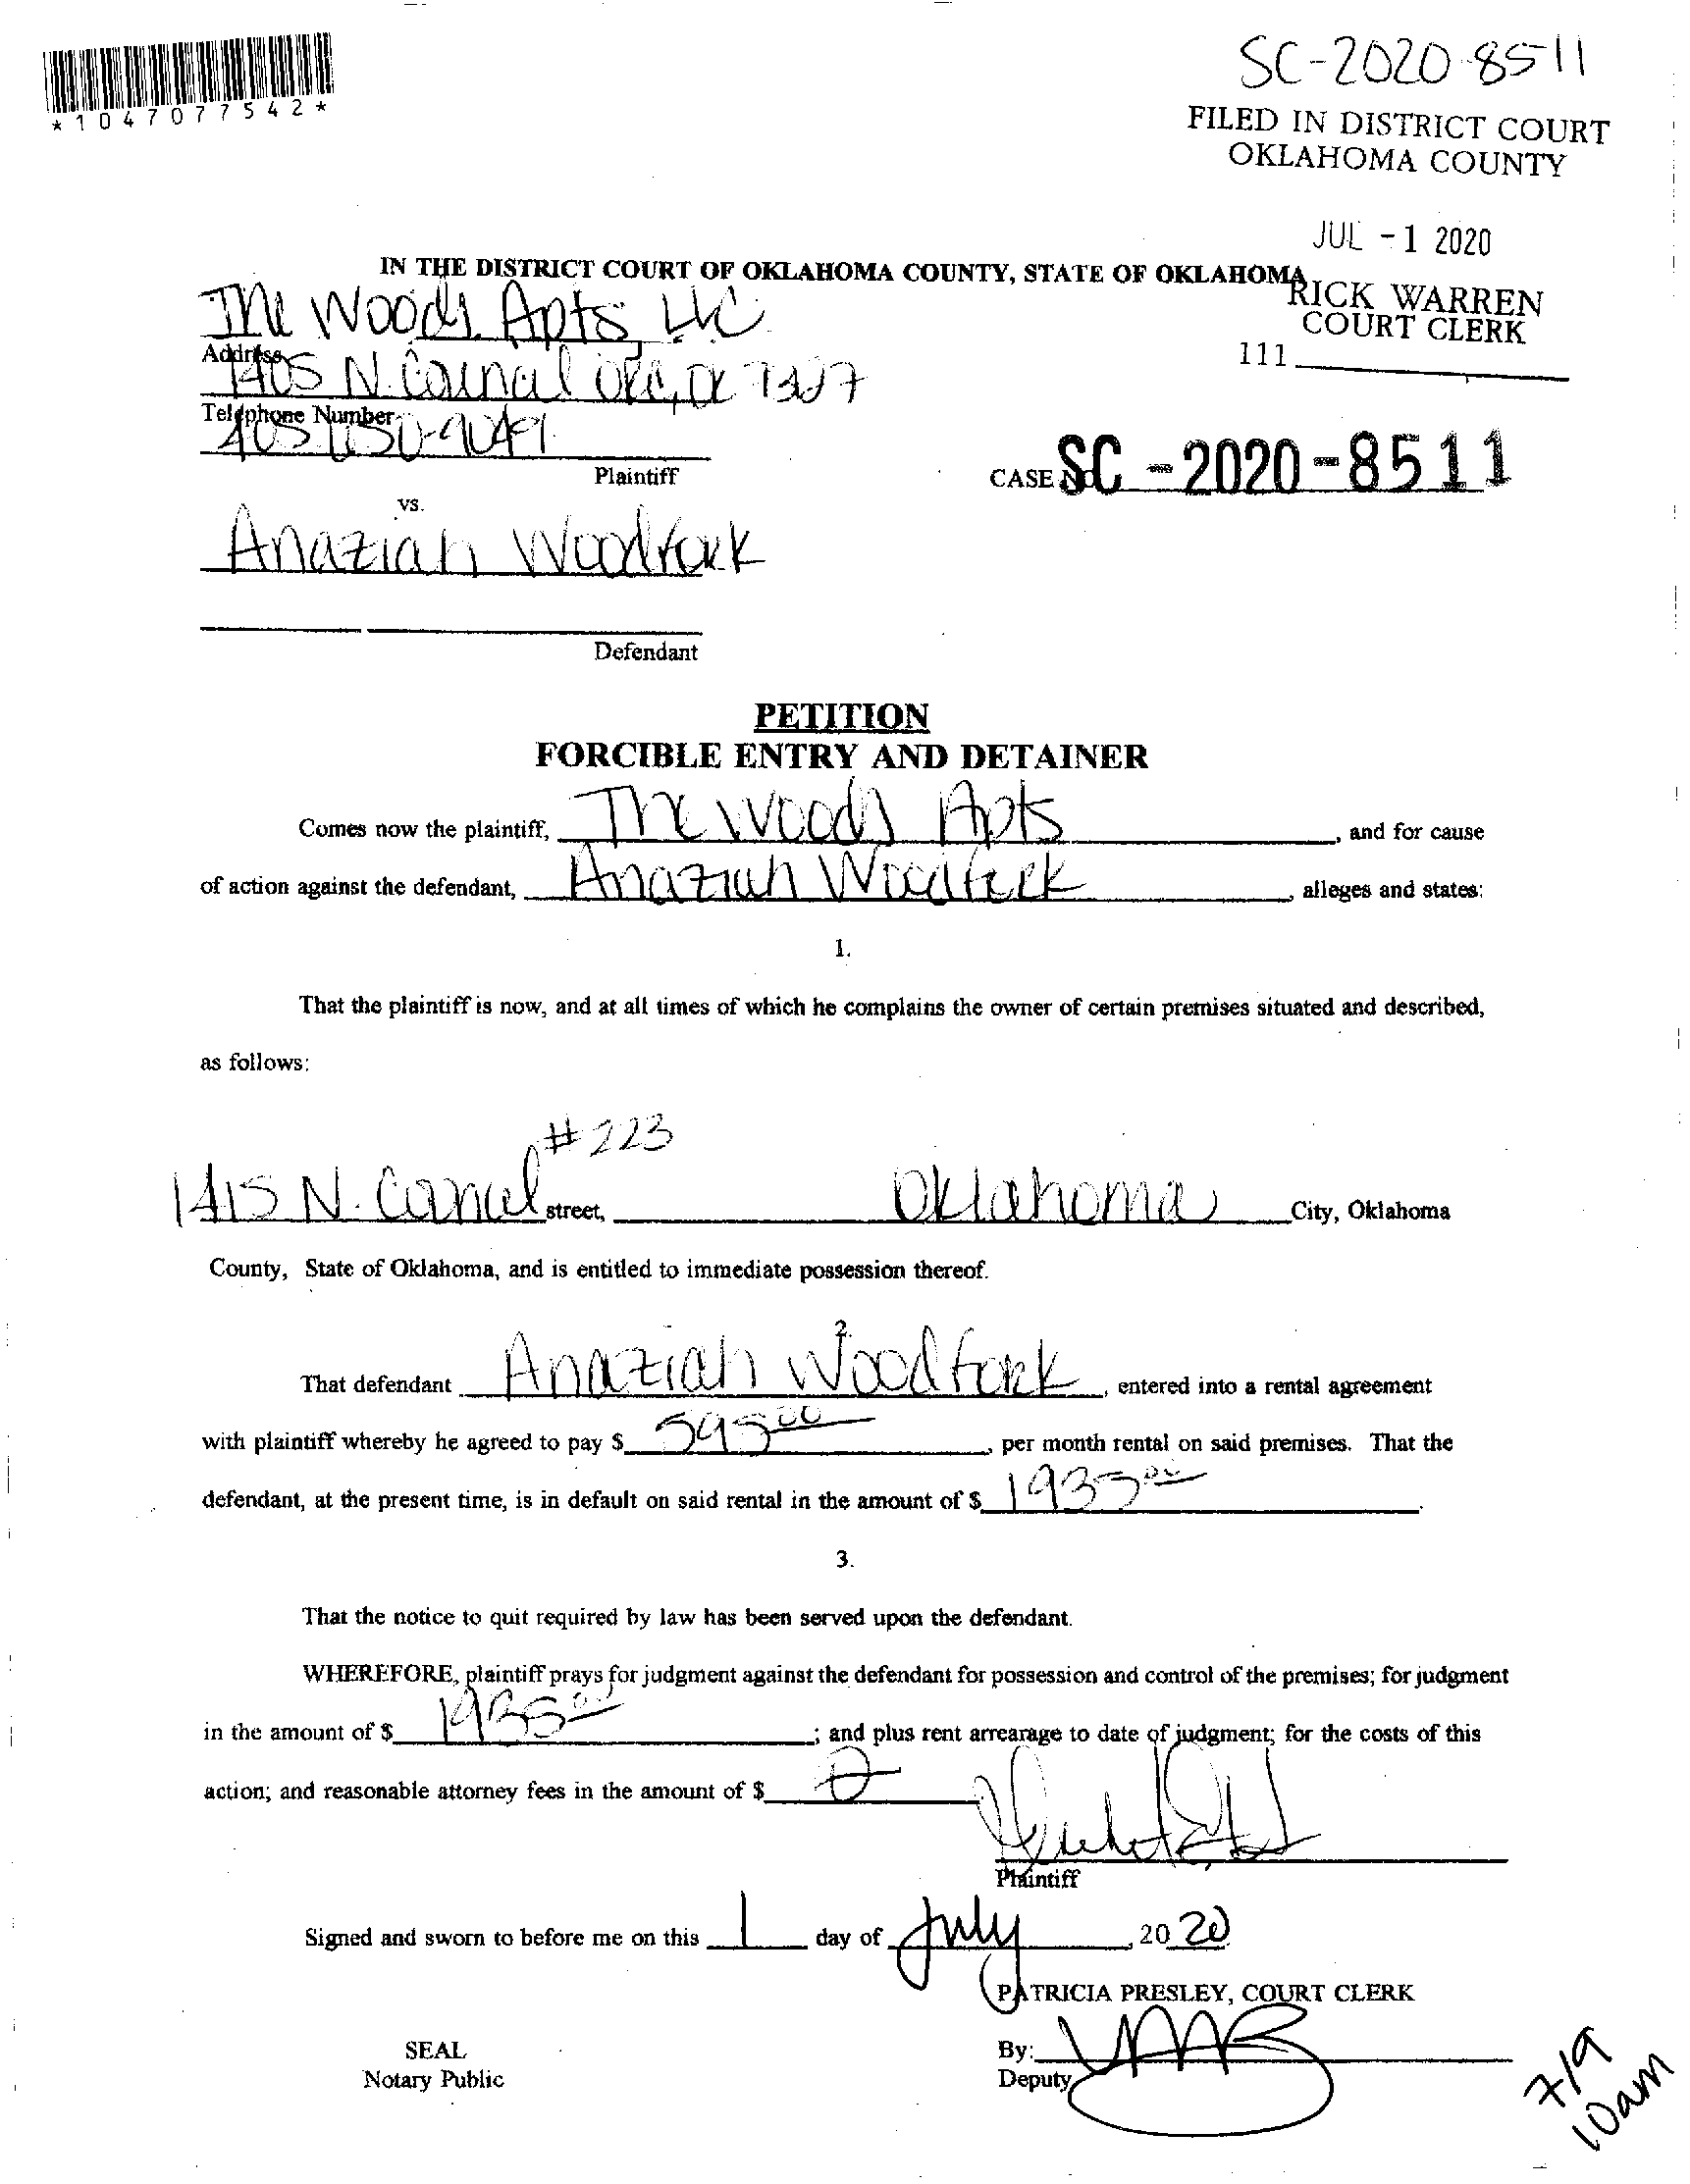 SC-2020-8511
*1047077542*
FILED IN DISTRICT COURT
OKLAHOMA COUNTY
JUL - 1 2020
IN THE DISTRICT COURT OF OKLAHOMA COUNTY, STATE OF OKLAHOMA
RICK WARREN
COURT CLERK
111
The Woods Apts, LLC
Address
1405 N. Council OKC, OK
Telephone Number
405
Plaintiff
CASE No. SC - 2020 - 8511
vs.
Anaziah Woodfork
Defendant
PETITION
FORCIBLE ENTRY AND DETAINER
Comes now the plaintiff, The Woods Apts, and for cause
of action against the defendant, Anaziah Woodfork, alleges and states:
1.
That the plaintiff is now, and at all times of which he complains the owner of certain premises situated and described,
as follows:
#223
1415 N. street, Oklahoma City, Oklahoma
County, State of Oklahoma, and is entitled to immediate possession thereof.
2.
That defendant Anaziah Woodfork, entered into a rental agreement
with plaintiff whereby he agreed to pay $ 595.00, per month rental on said premises. That the
defendant, at the present time, is in default on said rental in the amount of $ 1935.00.
3.
That the notice to quit required by law has been served upon the defendant.
WHEREFORE, plaintiff prays for judgment against the defendant for possession and control of the premises; for judgment
in the amount of $ 1935.00; and plus rent arrearage to date of judgment; for the costs of this
action; and reasonable attorney fees in the amount of $
Plaintiff
Signed and sworn to before me on this 1 day of July, 2020
PATRICIA PRESLEY, COURT CLERK
SEAL
Notary Public
By:
Deputy
7/9
10am